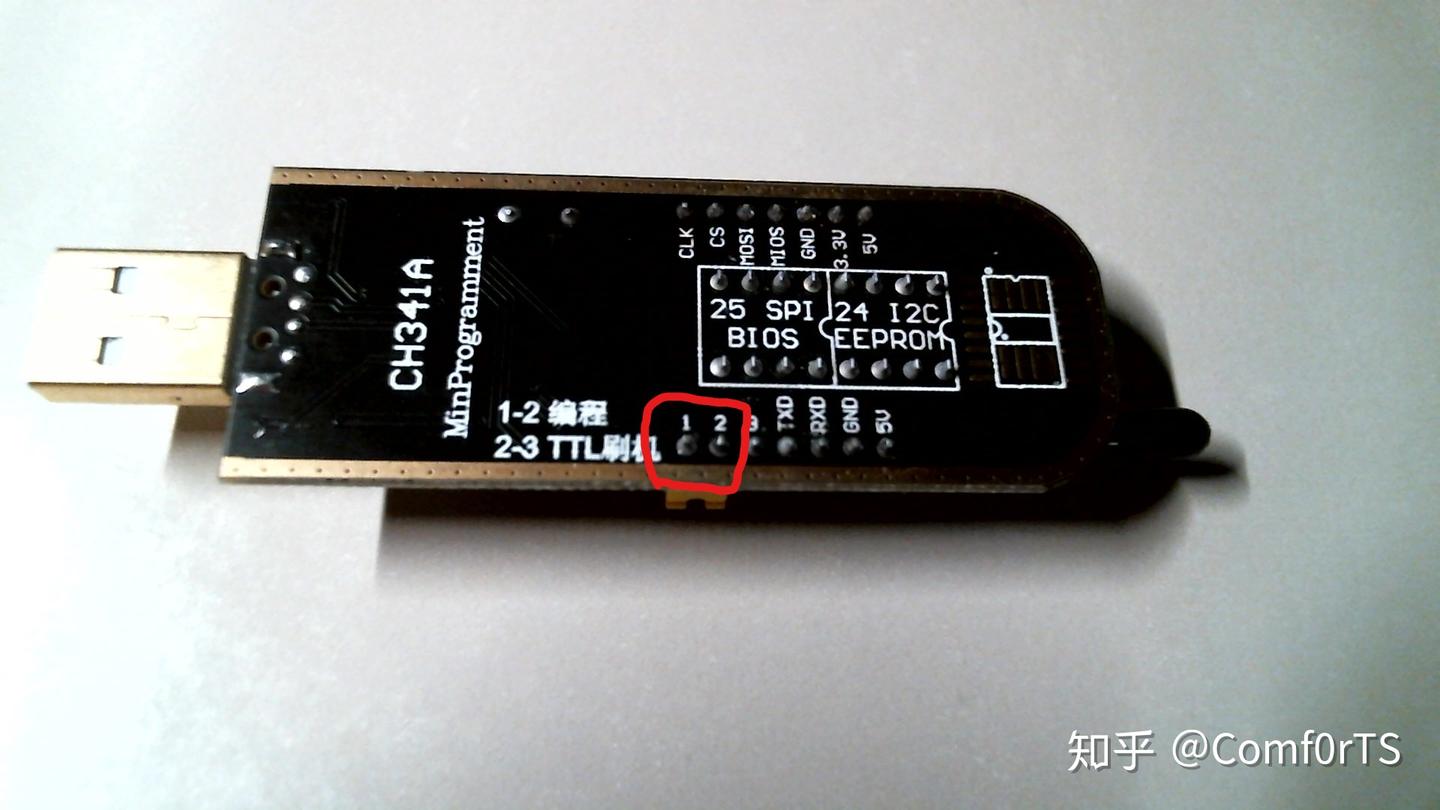 CH341A
MinProgramment
CLK CS MOSI MIOS GND 3.3V 5V
25 SPI
BIOS
24 I2C
EEPROM
1-2 编程
2-3 TTL刷机
1 2 3 TXD RXD GND 5V
知乎 @Comf0rTS